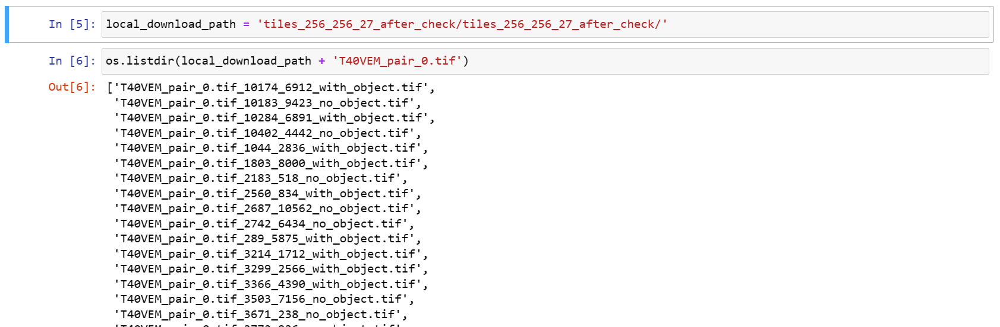 In [5]: local_download_path = 'tiles_256_256_27_after_check/tiles_256_256_27_after_check/'
In [6]: os.listdir(local_download_path + 'T40VEM_pair_0.tif')
Out[6]: ['T40VEM_pair_0.tif_10174_6912_with_object.tif',
'T40VEM_pair_0.tif_10183_9423_no_object.tif',
'T40VEM_pair_0.tif_10284_6891_with_object.tif',
'T40VEM_pair_0.tif_10402_4442_no_object.tif',
'T40VEM_pair_0.tif_1044_2836_with_object.tif',
'T40VEM_pair_0.tif_1803_8000_with_object.tif',
'T40VEM_pair_0.tif_2183_518_no_object.tif',
'T40VEM_pair_0.tif_2560_834_with_object.tif',
'T40VEM_pair_0.tif_2687_10562_no_object.tif',
'T40VEM_pair_0.tif_2742_6434_no_object.tif',
'T40VEM_pair_0.tif_289_5875_with_object.tif',
'T40VEM_pair_0.tif_3214_1712_with_object.tif',
'T40VEM_pair_0.tif_3299_2566_with_object.tif',
'T40VEM_pair_0.tif_3366_4390_with_object.tif',
'T40VEM_pair_0.tif_3503_7156_no_object.tif',
'T40VEM_pair_0.tif_3671_238_no_object.tif',